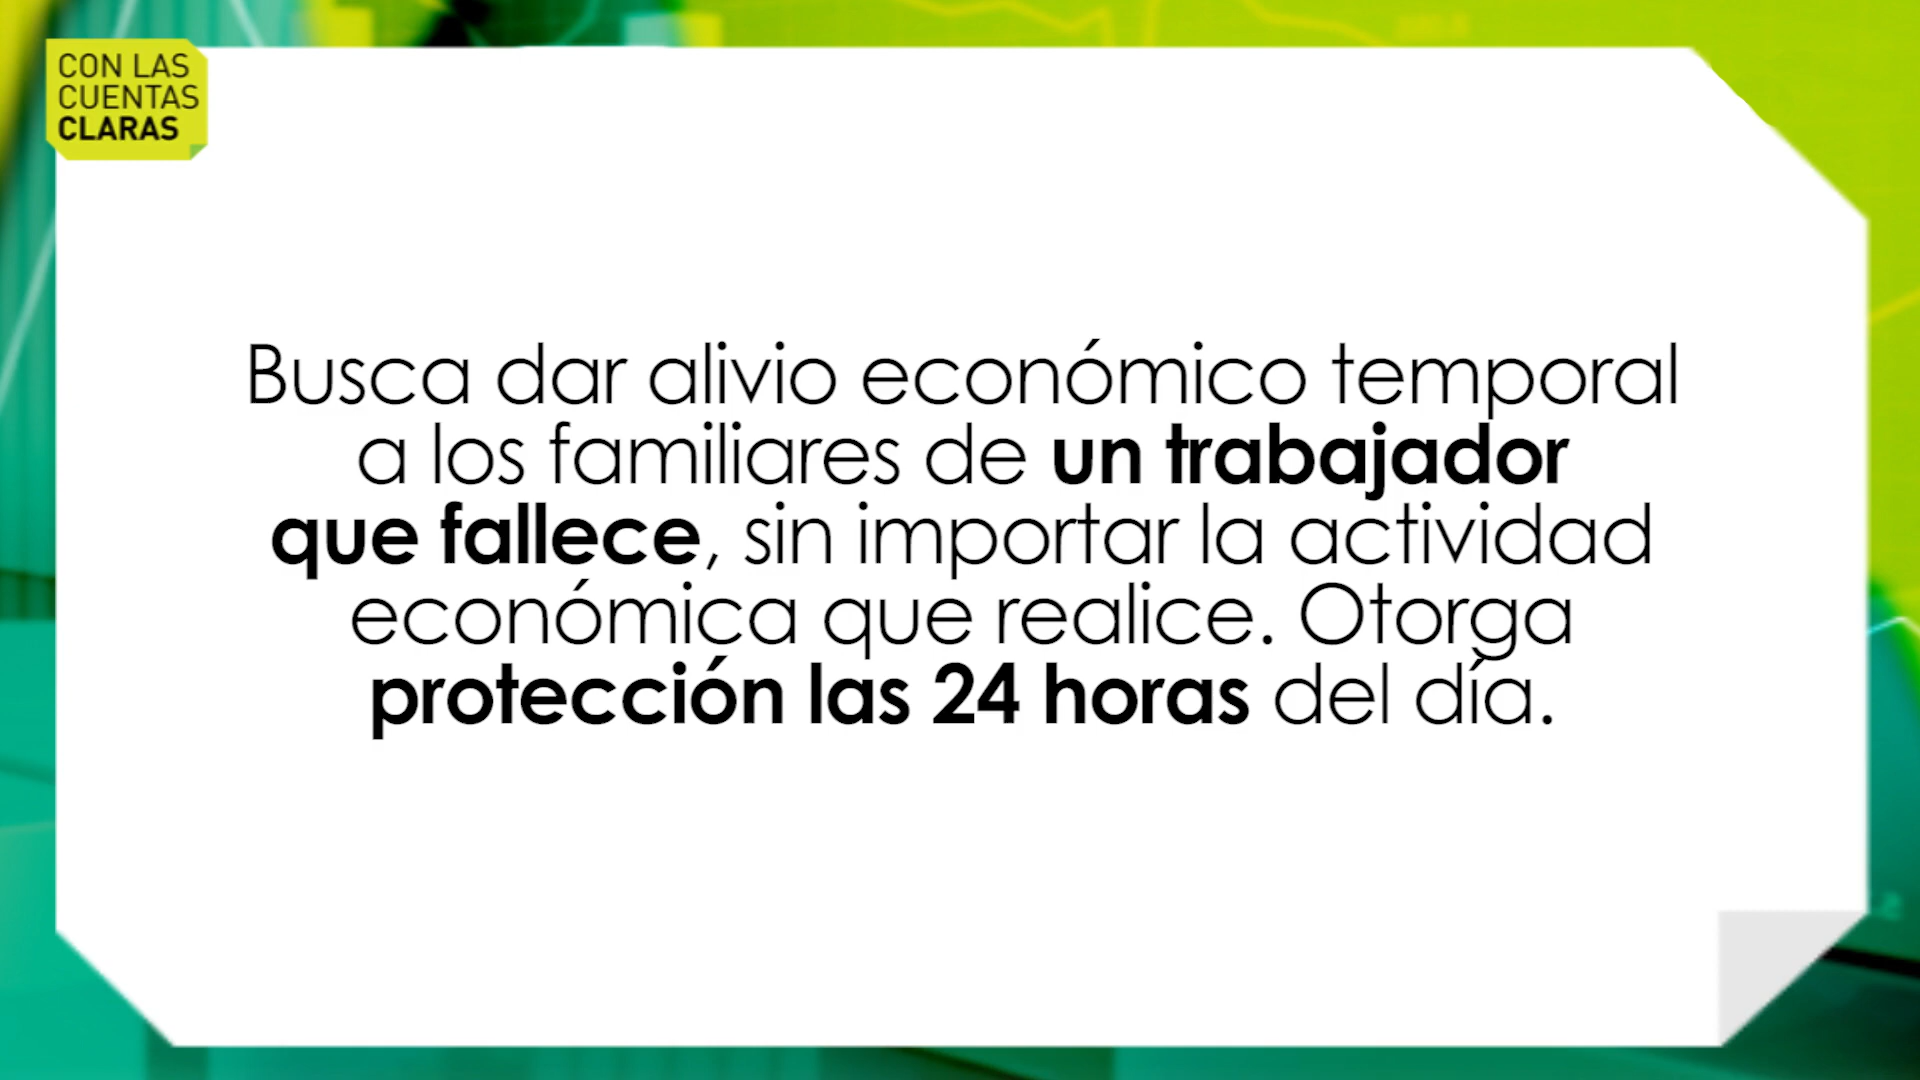 CON LAS
CUENTAS
CLARAS
Busca dar alivio económico temporal
a los familiares de un trabajador
que fallece, sin importar la actividad
económica que realice. Otorga
protección las 24 horas del día.